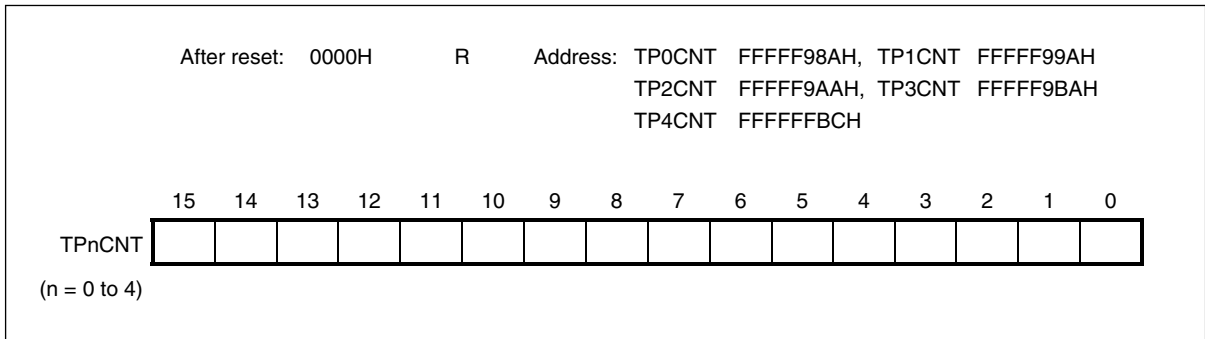 After reset: 0000H R Address: TP0CNT FFFFF98AH, TP1CNT FFFFF99AH
TP2CNT FFFFF9AAH, TP3CNT FFFFF9BAH
TP4CNT FFFFFFBCH
15 14 13 12 11 10 9 8 7 6 5 4 3 2 1 0
TPnCNT
(n = 0 to 4)